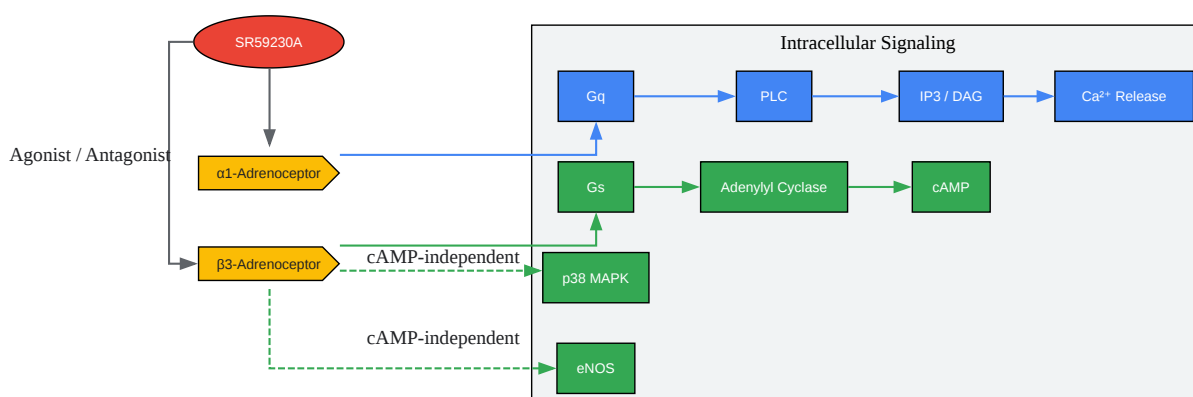 SR59230A
Intracellular Signaling
Gq
PLC
IP3 / DAG
Ca²⁺ Release
Agonist / Antagonist
α1-Adrenoceptor
Gs
Adenylyl Cyclase
cAMP
β3-Adrenoceptor
cAMP-independent
p38 MAPK
cAMP-independent
eNOS